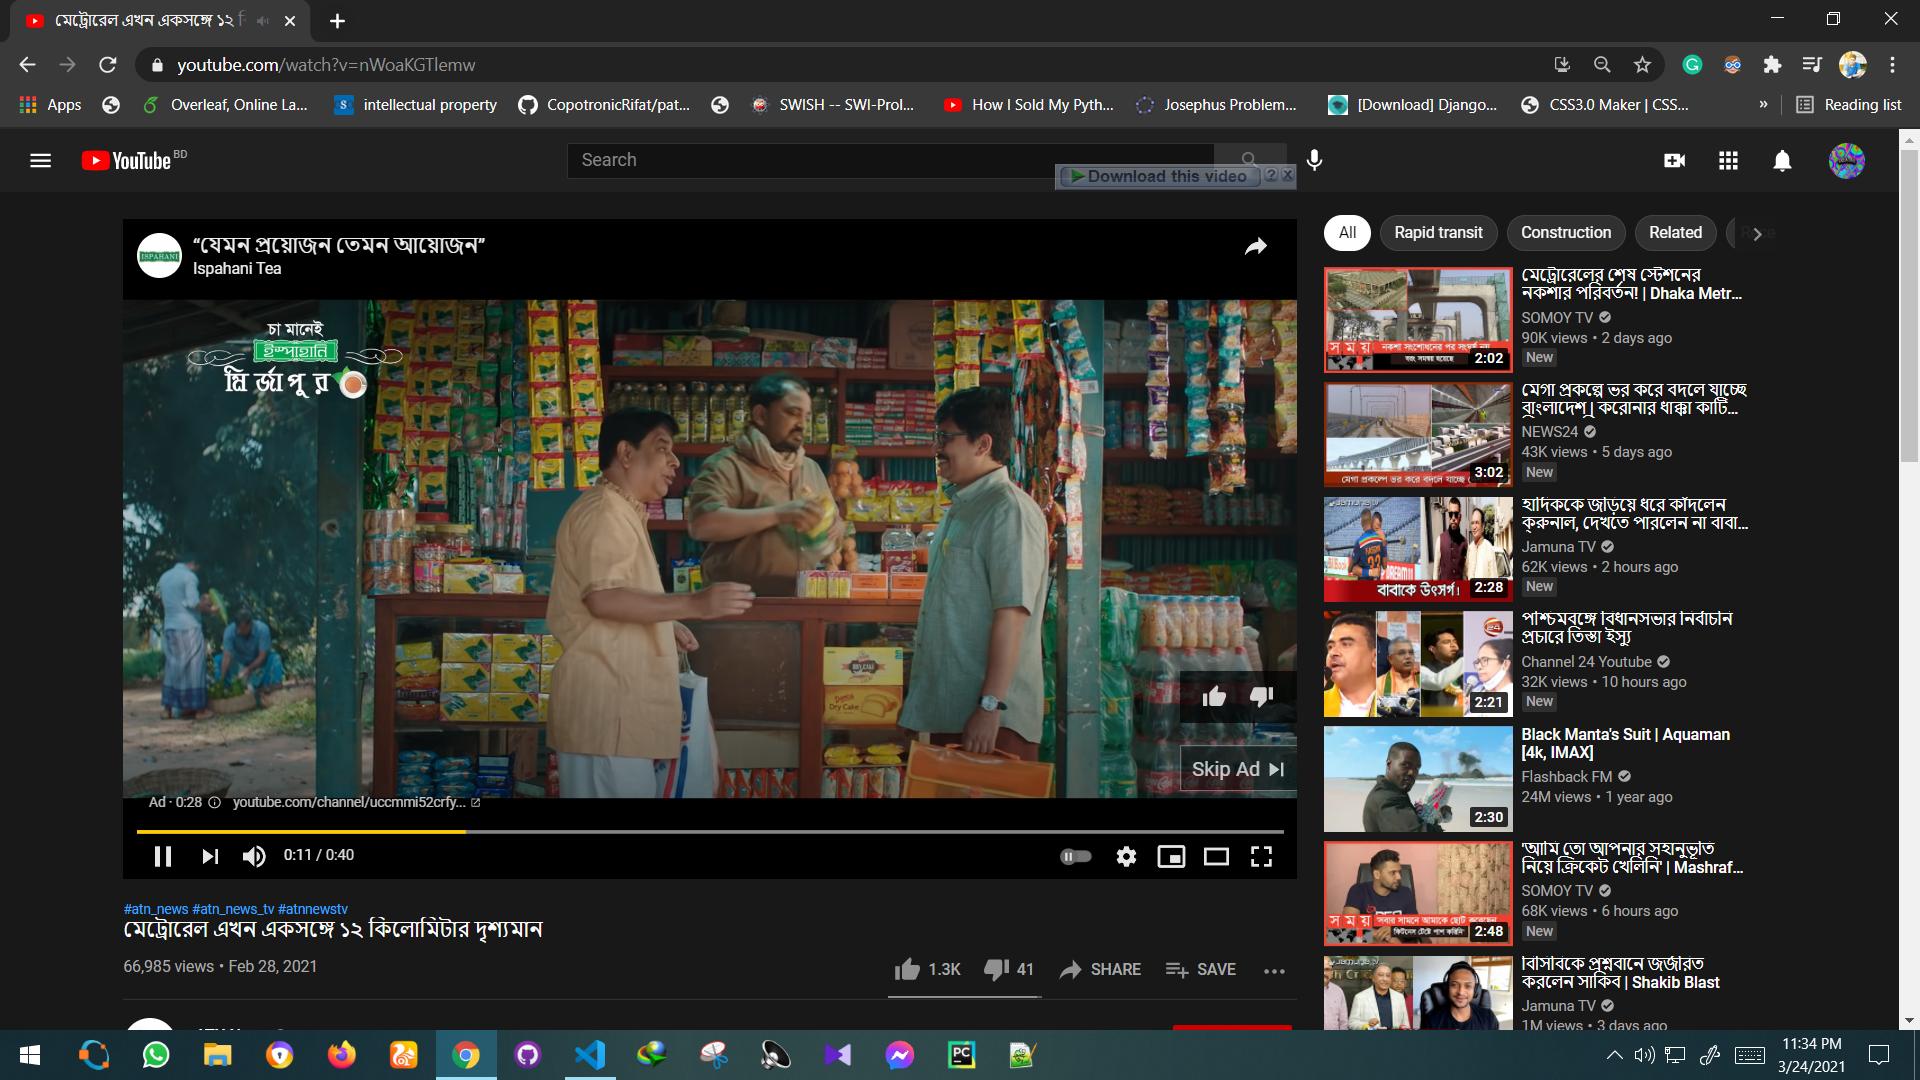 মেট্রোরেল এখন একসঙ্গে ১২
youtube.com/watch?v=nWoaKGTlemw
Apps
Overleaf, Online La...
intellectual property
CopotronicRifat/pat...
SWISH -- SWI-Prol...
How I Sold My Pyth...
Josephus Problem...
[Download] Django...
CSS3.0 Maker | CSS...
»
Reading list
YouTube BD
Search
Download this video
“যেমন প্রয়োজন তেমন আয়োজন”
ISPAHANI
Ispahani Tea
চা মানেই
ইস্পাহানি
মির্জাপুর
Skip Ad
Ad · 0:28
youtube.com/channel/uccmmi52crfy...
0:11 / 0:40
#atn_news #atn_news_tv #atnnewstv
মেট্রোরেল এখন একসঙ্গে ১২ কিলোমিটার দৃশ্যমান
66,985 views • Feb 28, 2021
1.3K
41
SHARE
SAVE
All
Rapid transit
Construction
Related
মেট্রোরেলের শেষ স্টেশনের
নকশার পরিবর্তন! | Dhaka Metr...
SOMOY TV
90K views • 2 days ago
New
সময়
2:02
মেগা প্রকল্পে ভর করে বদলে যাচ্ছে
বাংলাদেশ | করোনার ধাক্কা কাটি...
NEWS24
43K views • 5 days ago
New
মেগা প্রকল্পে ভর করে বদলে যাচ্ছে
3:02
হার্দিককে জড়িয়ে ধরে কাঁদলেন
ক্রুনাল, দেখতে পারলেন না বাবা...
Jamuna TV
62K views • 2 hours ago
New
বাবাকে উৎসর্গ।
2:28
পশ্চিমবঙ্গে বিধানসভার নির্বাচনি
প্রচারে তিস্তা ইস্যু
Channel 24 Youtube
32K views • 10 hours ago
New
24
2:21
Black Manta's Suit | Aquaman
[4k, IMAX]
Flashback FM
24M views • 1 year ago
2:30
'আমি তো আপনার সহানুভূতি
নিয়ে ক্রিকেট খেলিনি' | Mashraf...
SOMOY TV
68K views • 6 hours ago
New
সময়
2:48
বিসিবিকে প্রশ্নবানে জর্জরিত
করলেন সাকিব | Shakib Blast
Jamuna TV
1M views • 3 days ago
11:34 PM
3/24/2021